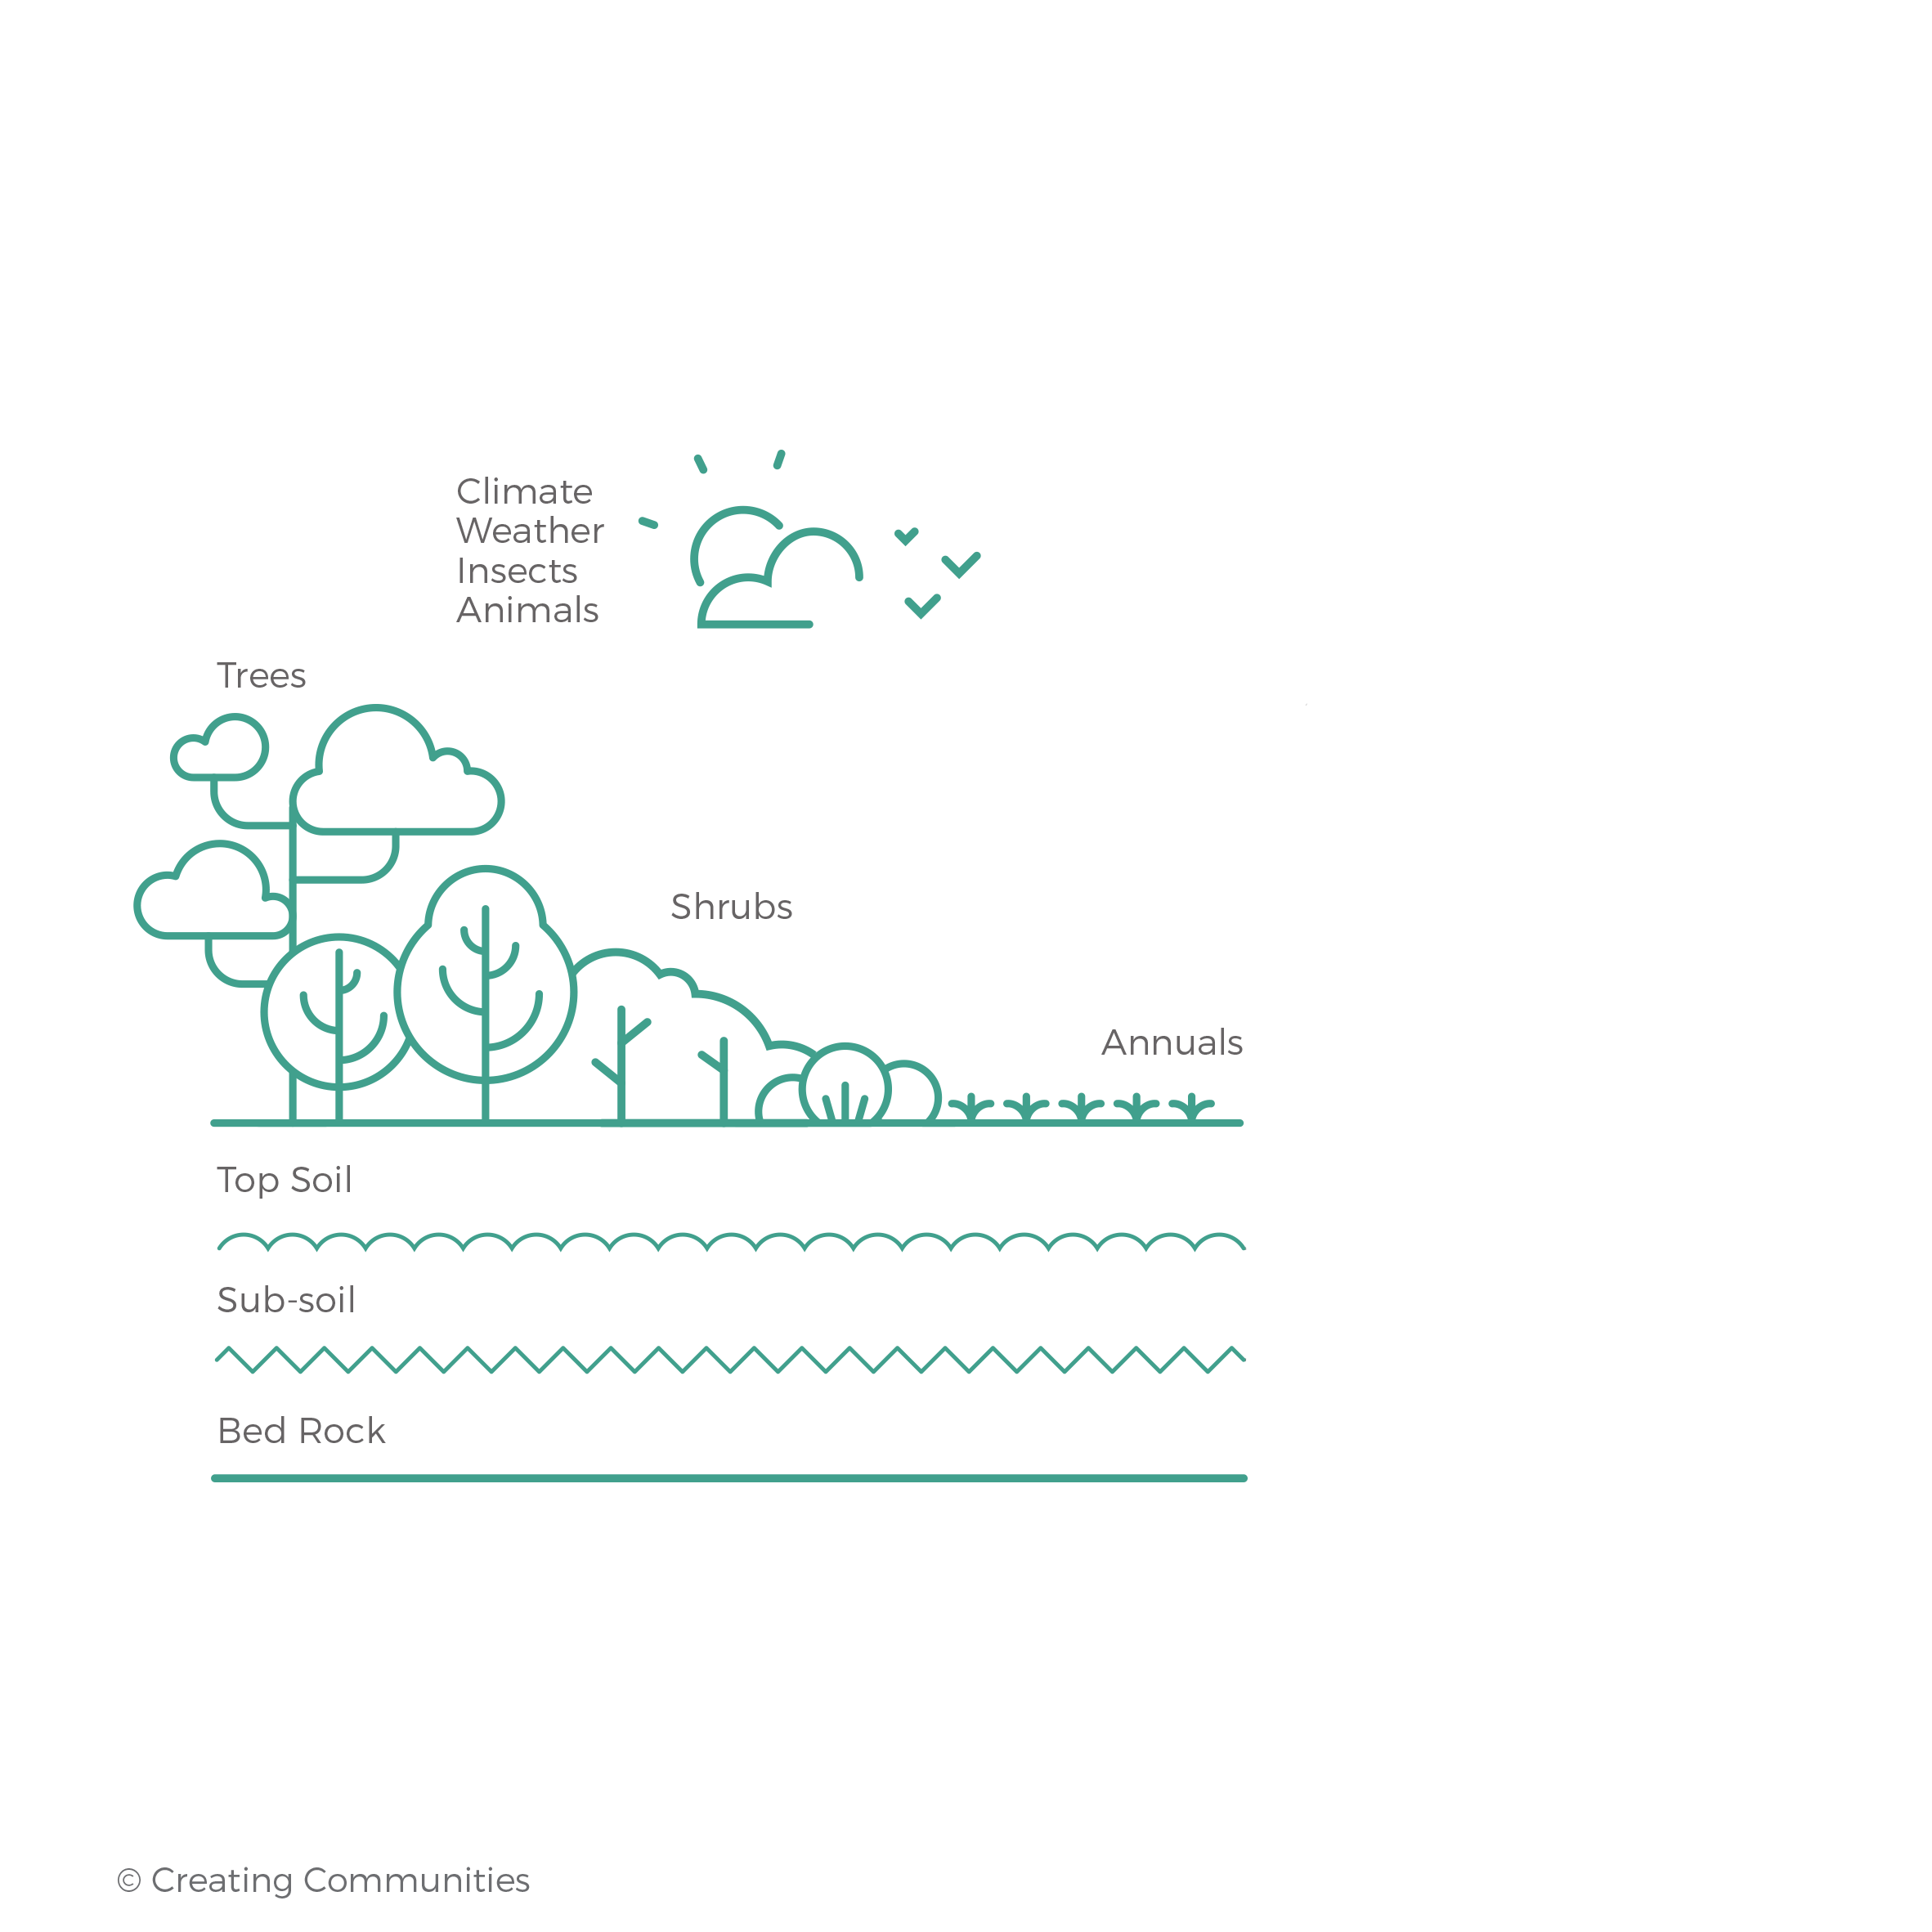 Climate
Weather
Insects
Animals
Trees
Shrubs
Annuals
Top Soil
Sub-soil
Bed Rock
© Creating Communities